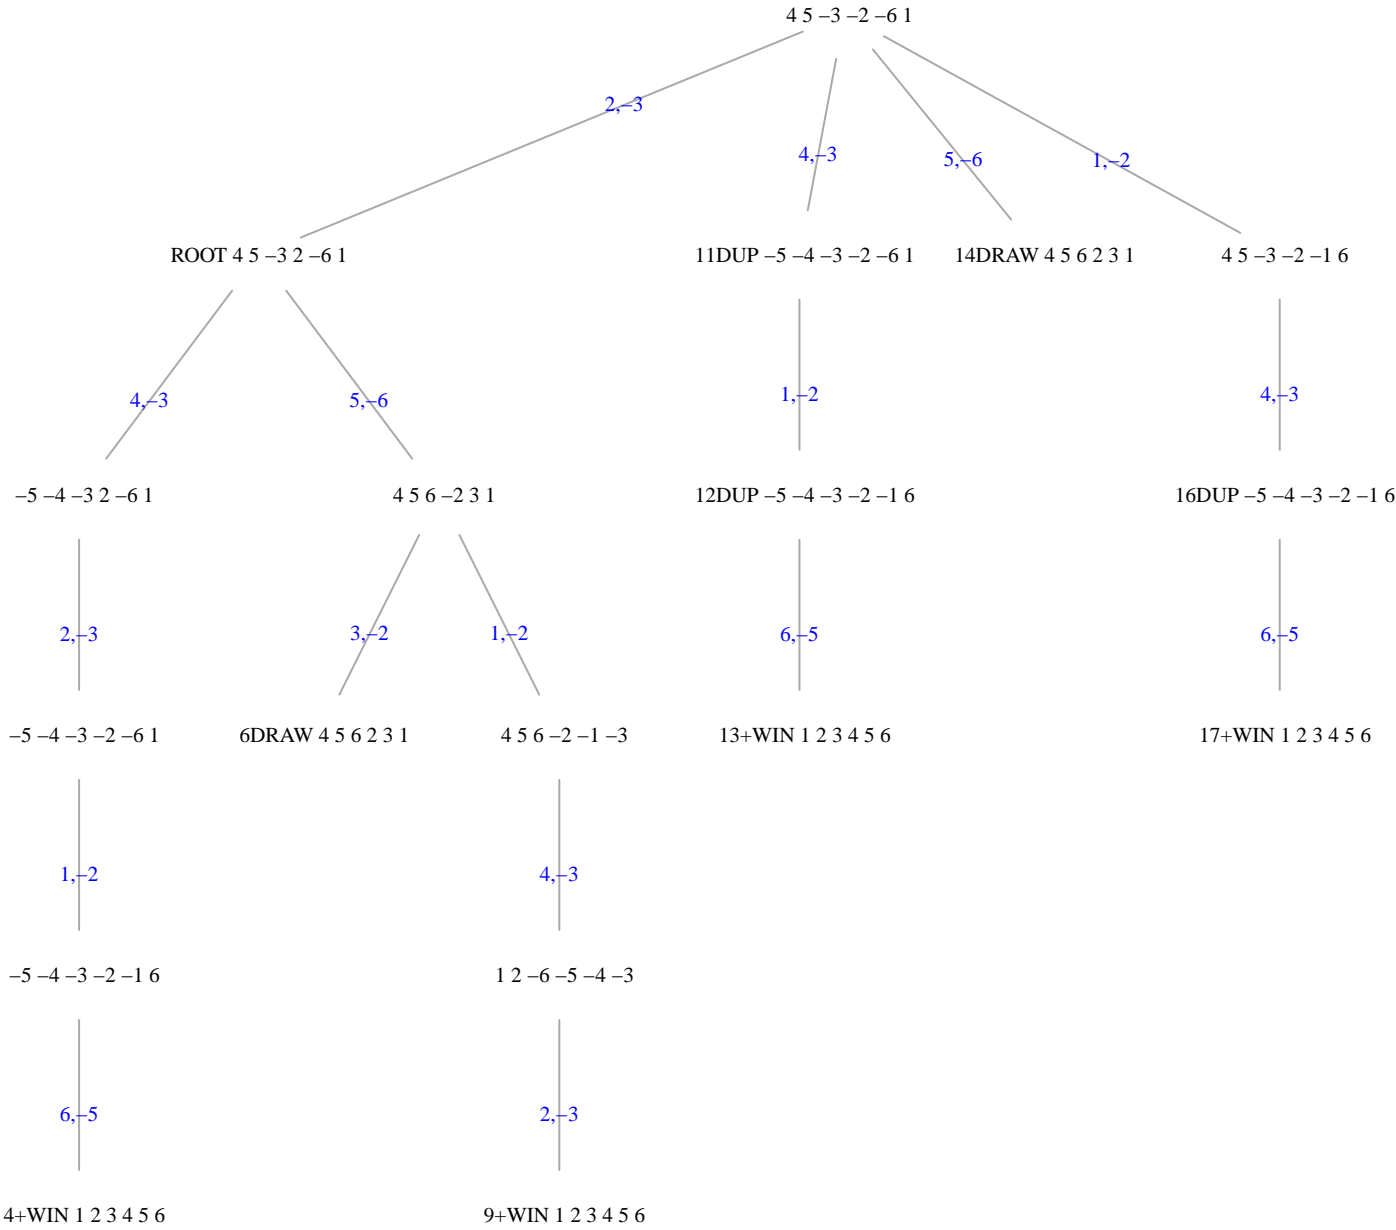 4 5 –3 –2 –6 1
2,–3
4,–3
5,–6
1,–2
ROOT 4 5 –3 2 –6 1
11DUP –5 –4 –3 –2 –6 1
14DRAW 4 5 6 2 3 1
4 5 –3 –2 –1 6
4,–3
5,–6
1,–2
4,–3
–5 –4 –3 2 –6 1
4 5 6 –2 3 1
12DUP –5 –4 –3 –2 –1 6
16DUP –5 –4 –3 –2 –1 6
2,–3
3,–2
1,–2
6,–5
6,–5
–5 –4 –3 –2 –6 1
6DRAW 4 5 6 2 3 1
4 5 6 –2 –1 –3
13+WIN 1 2 3 4 5 6
17+WIN 1 2 3 4 5 6
1,–2
4,–3
–5 –4 –3 –2 –1 6
1 2 –6 –5 –4 –3
6,–5
2,–3
4+WIN 1 2 3 4 5 6
9+WIN 1 2 3 4 5 6